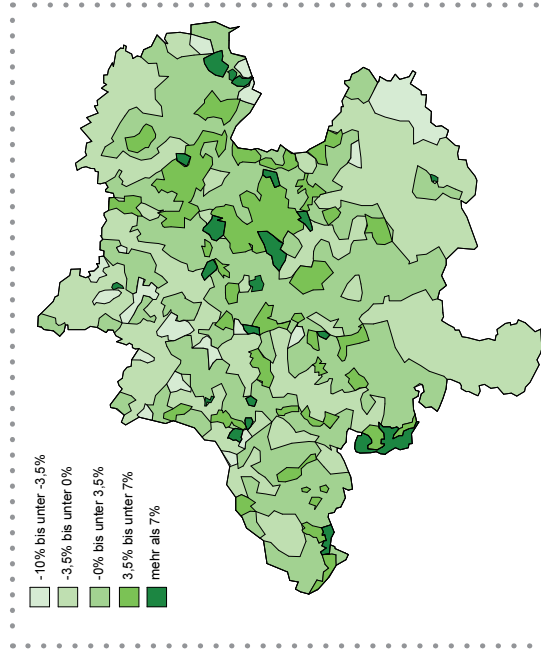 -10% bis unter -3,5%
-3,5% bis unter 0%
-0% bis unter 3,5%
3,5% bis unter 7%
mehr als 7%